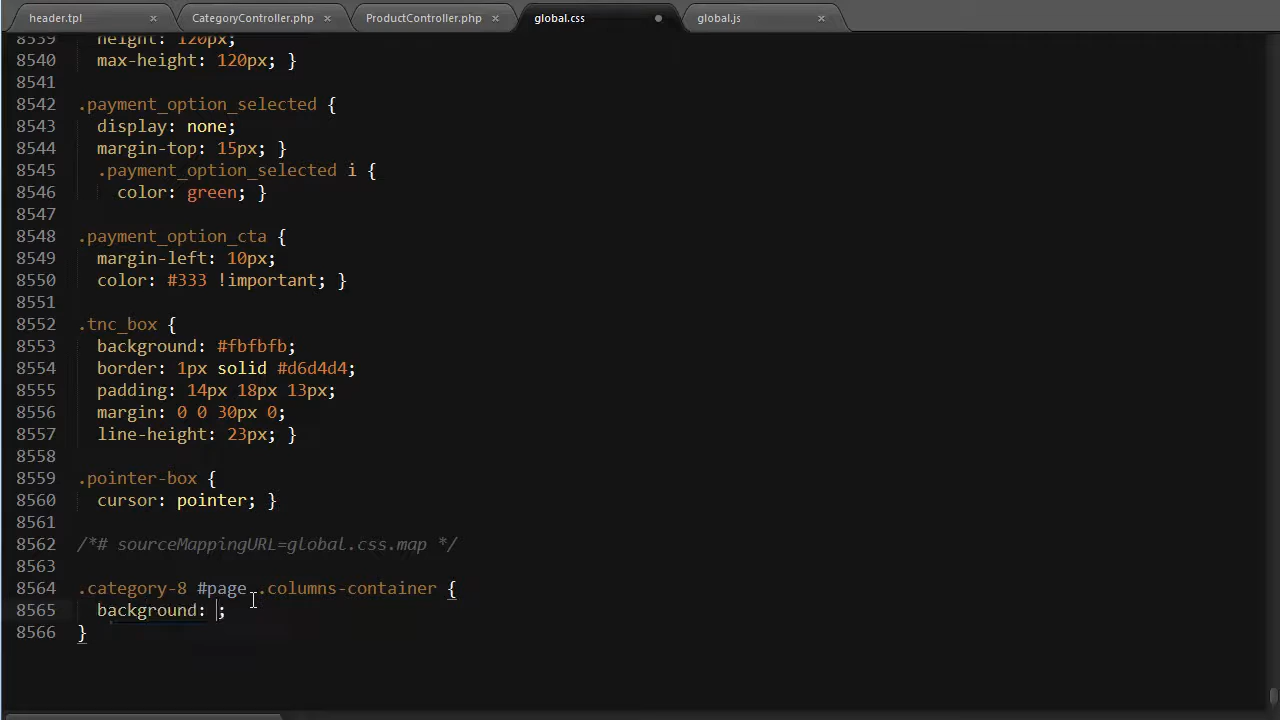 header.tpl × CategoryController.php × ProductController.php × global.css global.js ×
8539 height: 120px;
8540 max-height: 120px; }
8541
8542 .payment_option_selected {
8543 display: none;
8544 margin-top: 15px; }
8545 .payment_option_selected i {
8546 color: green; }
8547
8548 .payment_option_cta {
8549 margin-left: 10px;
8550 color: #333 !important; }
8551
8552 .tnc_box {
8553 background: #fbfbfb;
8554 border: 1px solid #d6d4d4;
8555 padding: 14px 18px 13px;
8556 margin: 0 0 30px 0;
8557 line-height: 23px; }
8558
8559 .pointer-box {
8560 cursor: pointer; }
8561
8562 /*# sourceMappingURL=global.css.map */
8563
8564 .category-8 #page .columns-container {
8565 background: ;
8566 }